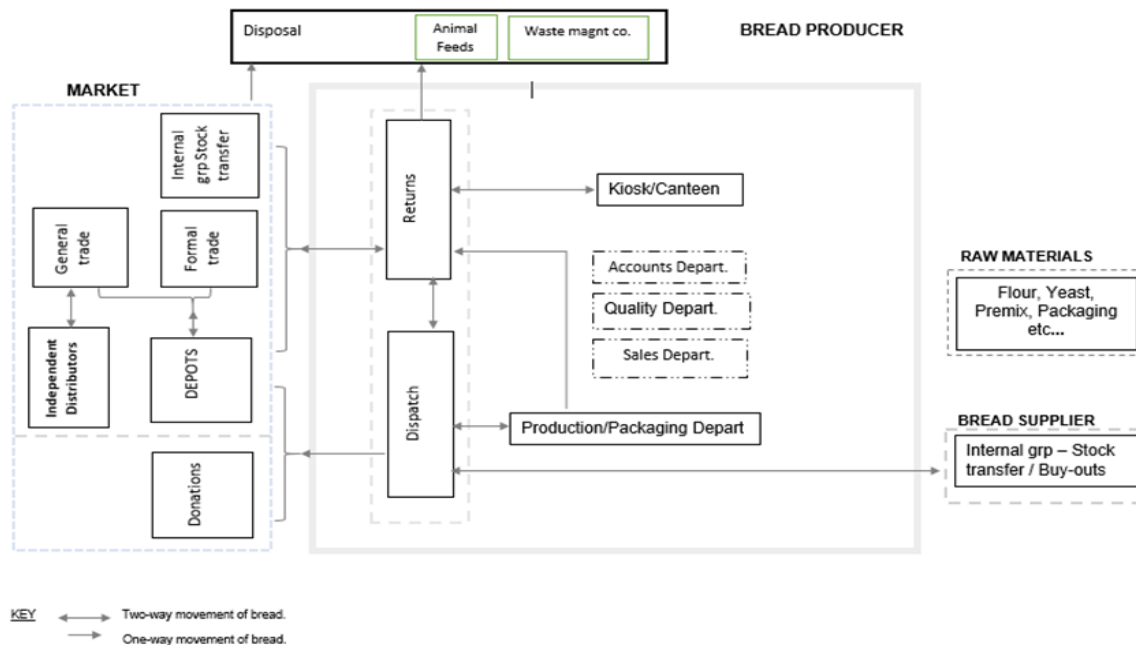 Disposal
Animal
Feeds
Waste magnt co.
BREAD PRODUCER
MARKET
Internal
grp Stock
transfer
General
trade
Formal
trade
Independent
Distributors
DEPOTS
Donations
Returns
Dispatch
Kiosk/Canteen
Accounts Depart.
Quality Depart.
Sales Depart.
Production/Packaging Depart
RAW MATERIALS
Flour, Yeast,
Premix, Packaging
etc...
BREAD SUPPLIER
Internal grp – Stock
transfer / Buy-outs
KEY
Two-way movement of bread.
One-way movement of bread.